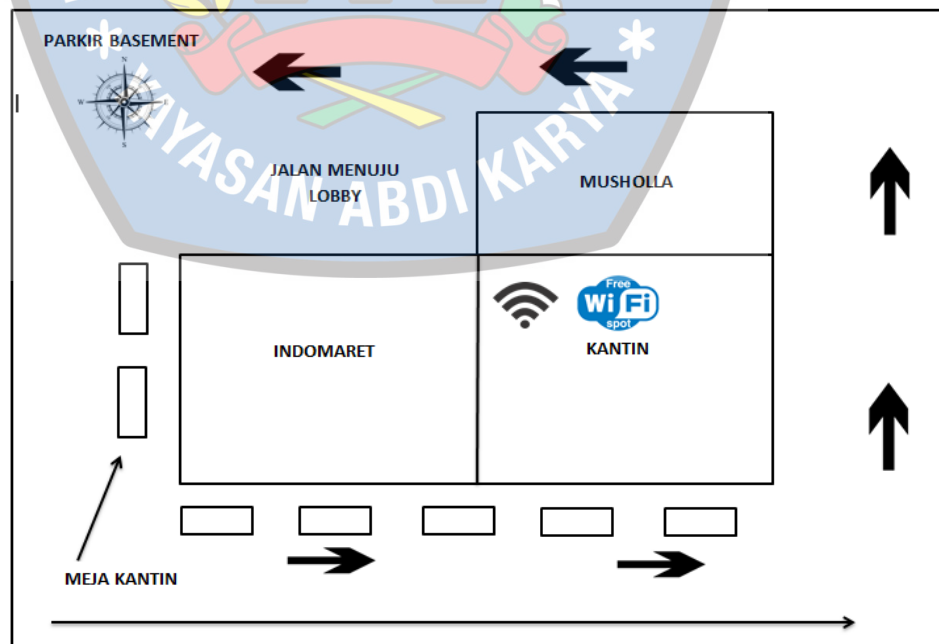 PARKIR BASEMENT
N
W
E
S
YAYASAN ABDI KARYA
JALAN MENUJU
LOBBY
MUSHOLLA
Free
Wi Fi
spot
INDOMARET
KANTIN
MEJA KANTIN